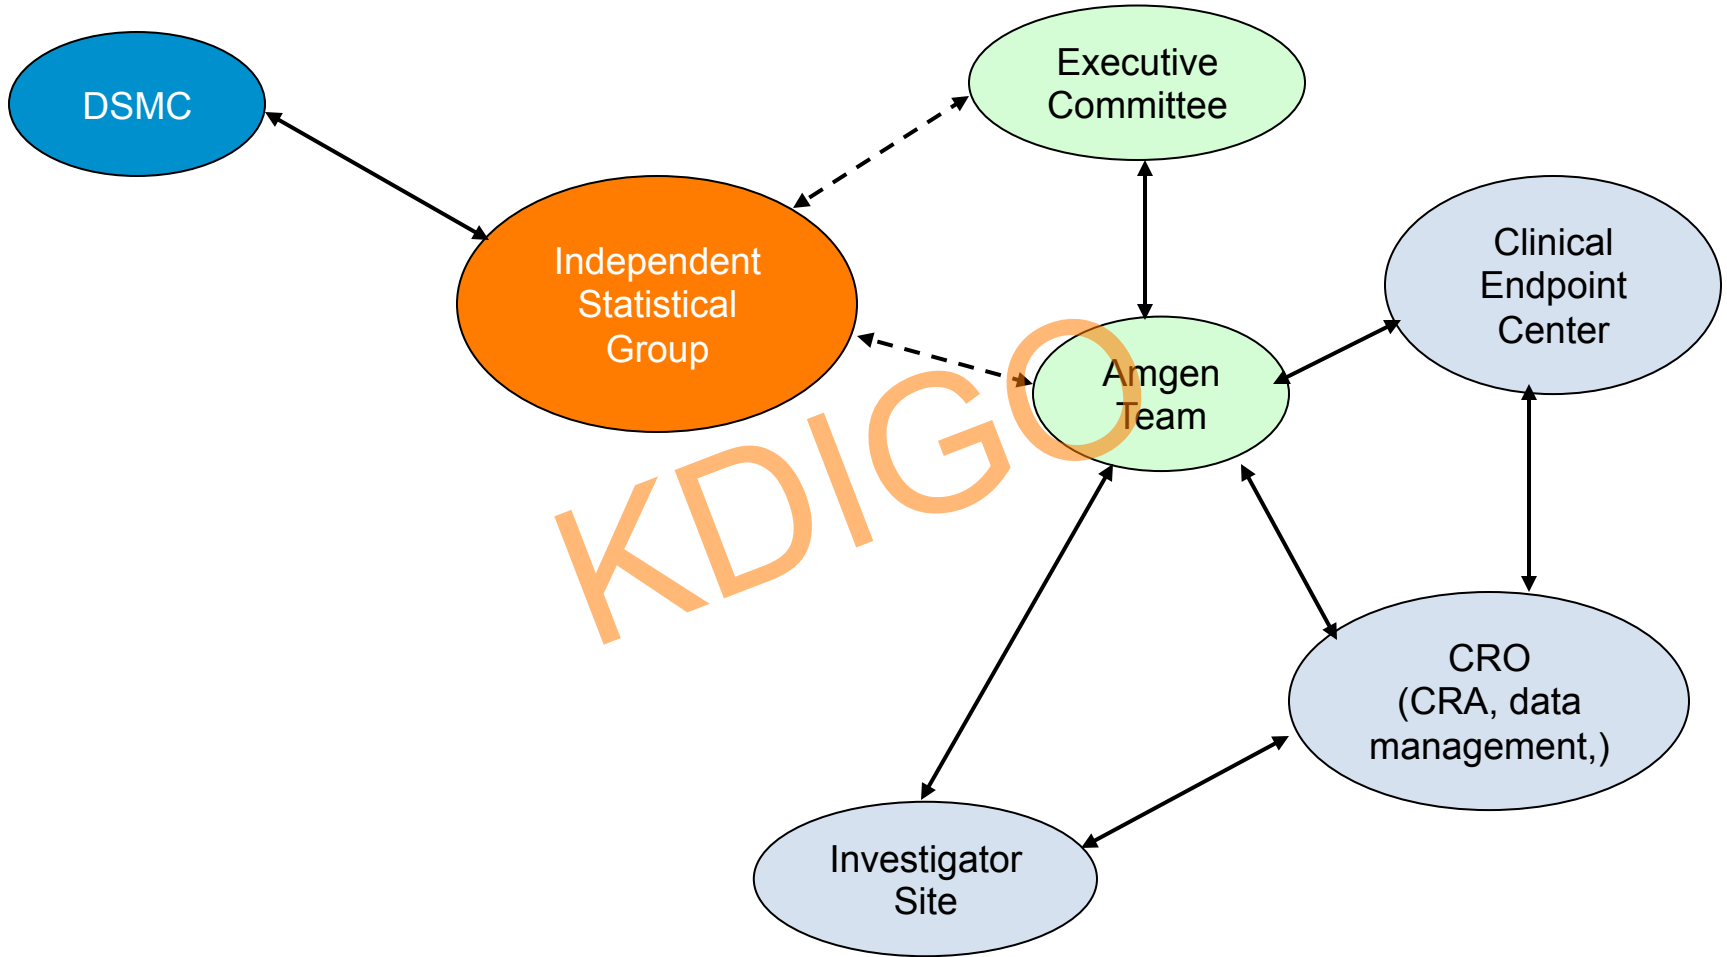 DSMC
Executive
Committee
Independent
Statistical
Group
Clinical
Endpoint
Center
Amgen
Team
KDIGO
CRO
(CRA, data
management,)
Investigator
Site